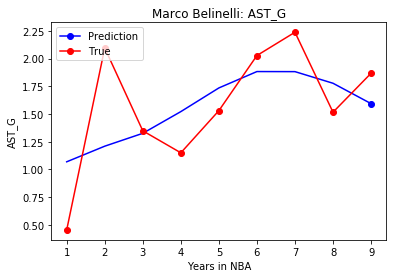 Marco Belinelli: AST_G
Prediction
True
AST_G
2.25
2.00
1.75
1.50
1.25
1.00
0.75
0.50
1 2 3 4 5 6 7 8 9
Years in NBA